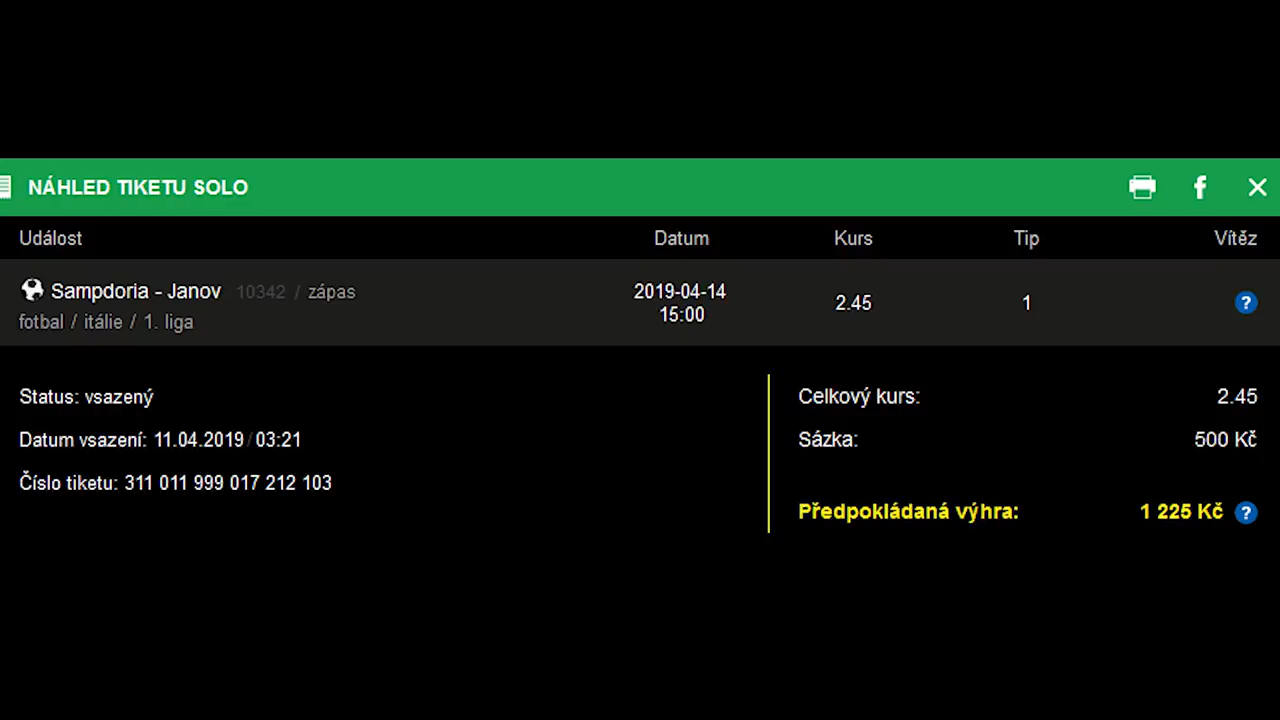 NÁHLED TIKETU SOLO
Událost Datum Kurs Tip Vítěz
Sampdoria - Janov 10342 / zápas 2019-04-14 15:00 2.45 1 ?
fotbal / itálie / 1. liga
Status: vsazený
Datum vsazení: 11.04.2019 / 03:21
Číslo tiketu: 311 011 999 017 212 103
Celkový kurs: 2.45
Sázka: 500 Kč
Předpokládaná výhra: 1 225 Kč ?